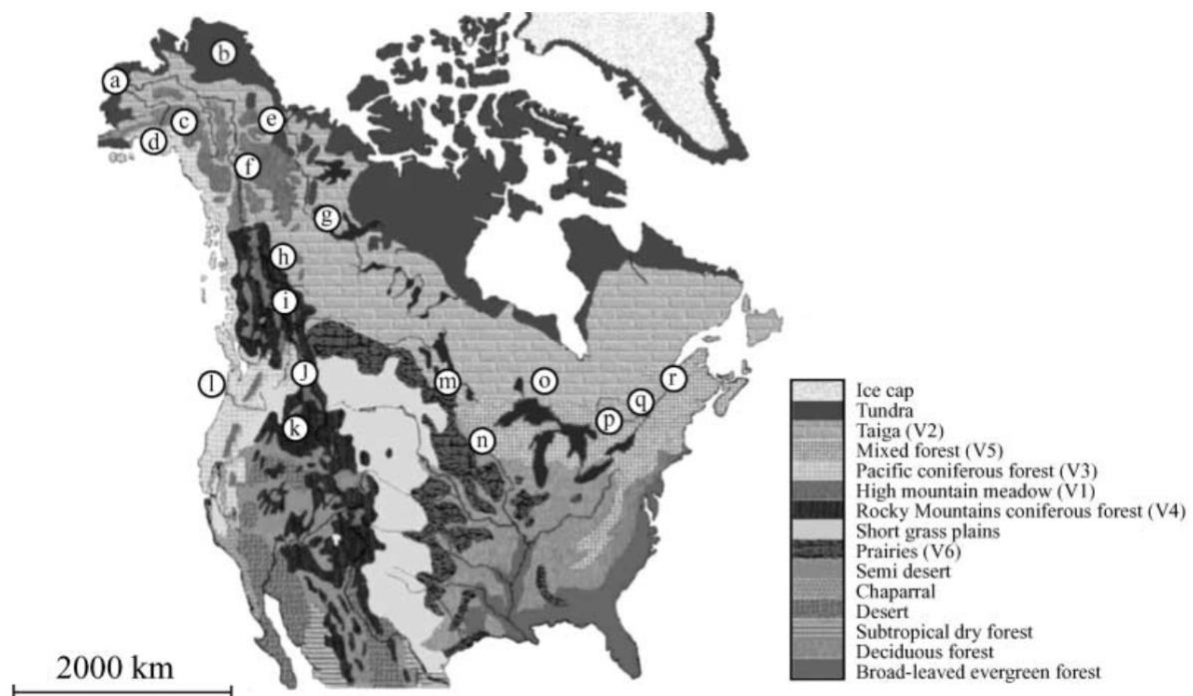 b
a
c
e
d
f
g
h
i
J
l
m
o
r
q
p
k
n
Ice cap
Tundra
Taiga (V2)
Mixed forest (V5)
Pacific coniferous forest (V3)
High mountain meadow (V1)
Rocky Mountains coniferous forest (V4)
Short grass plains
Prairies (V6)
Semi desert
Chaparral
Desert
Subtropical dry forest
Deciduous forest
Broad-leaved evergreen forest
2000 km